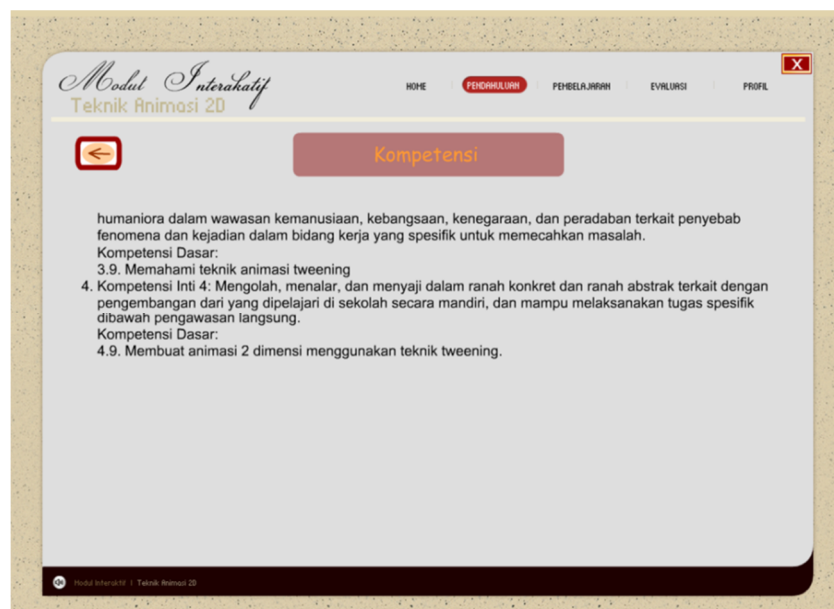 Modul Interakatif
Teknik Animasi 2D
HOME
PENDAHULUAN
PEMBELAJARAN
EVALUASI
PROFIL
X
Kompetensi
humaniora dalam wawasan kemanusiaan, kebangsaan, kenegaraan, dan peradaban terkait penyebab
fenomena dan kejadian dalam bidang kerja yang spesifik untuk memecahkan masalah.
Kompetensi Dasar:
3.9. Memahami teknik animasi tweening
4. Kompetensi Inti 4: Mengolah, menalar, dan menyaji dalam ranah konkret dan ranah abstrak terkait dengan
pengembangan dari yang dipelajari di sekolah secara mandiri, dan mampu melaksanakan tugas spesifik
dibawah pengawasan langsung.
Kompetensi Dasar:
4.9. Membuat animasi 2 dimensi menggunakan teknik tweening.
Modul Interaktif | Teknik Animasi 2D